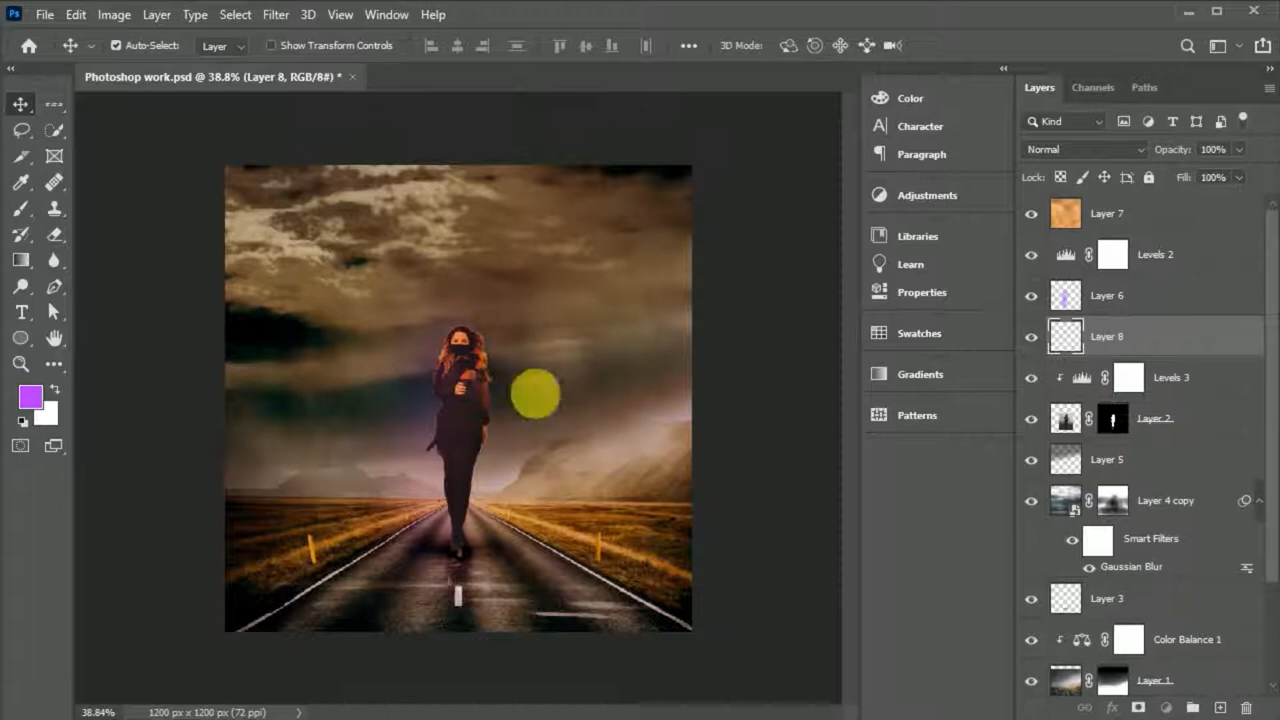 Ps File Edit Image Layer Type Select Filter 3D View Window Help
Auto-Select: Layer Show Transform Controls 3D Mode:
Photoshop work.psd @ 38.8% (Layer 8, RGB/8#) *
Color
Character
Paragraph
Adjustments
Libraries
Learn
Properties
Swatches
Gradients
Patterns
Layers Channels Paths
Kind
Normal Opacity: 100%
Lock: Fill: 100%
Layer 7
Levels 2
Layer 6
Layer 8
Levels 3
Layer 2
Layer 5
Layer 4 copy
Smart Filters
Gaussian Blur
Layer 3
Color Balance 1
Layer 1
38.84% 1200 px x 1200 px (72 ppi)